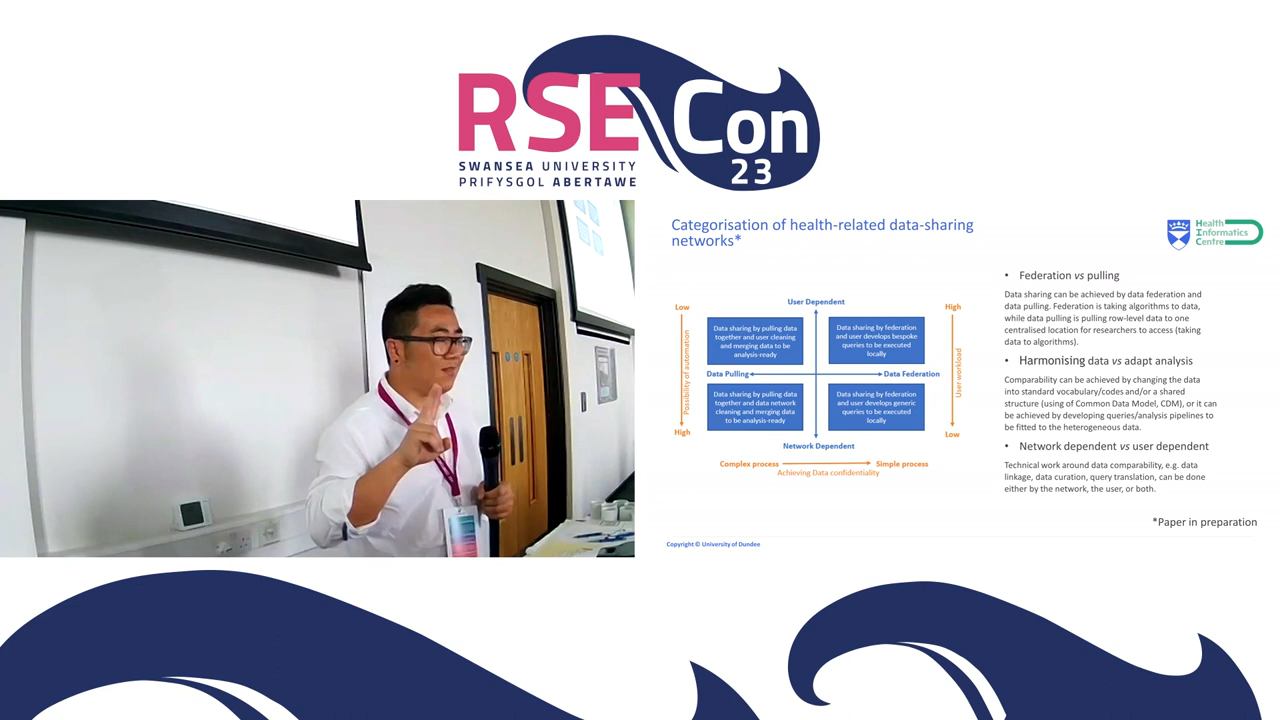 RSE Con
23
SWANSEA UNIVERSITY
PRIFYSGOL ABERTAWE
Categorisation of health-related data-sharing
networks*
Health
Informatics
Centre
User Dependent
Low
High
Data sharing by pulling data
together and user cleaning
and merging data to be
analysis-ready
Data sharing by federation
and user develops bespoke
queries to be executed
locally
Possibility of automation
User workload
Data Pulling
Data Federation
Data sharing by pulling data
together and data network
cleaning and merging data
to be analysis-ready
Data sharing by federation
and user develops generic
queries to be executed
locally
High
Low
Network Dependent
Complex process
Simple process
Achieving Data confidentiality
• Federation vs pulling
Data sharing can be achieved by data federation and
data pulling. Federation is taking algorithms to data,
while data pulling is pulling row-level data to one
centralised location for researchers to access (taking
data to algorithms).
• Harmonising data vs adapt analysis
Comparability can be achieved by changing the data
into standard vocabulary/codes and/or a shared
structure (using of Common Data Model, CDM), or it can
be achieved by developing queries/analysis pipelines to
be fitted to the heterogeneous data.
• Network dependent vs user dependent
Technical work around data comparability, e.g. data
linkage, data curation, query translation, can be done
either by the network, the user, or both.
*Paper in preparation
Copyright © University of Dundee